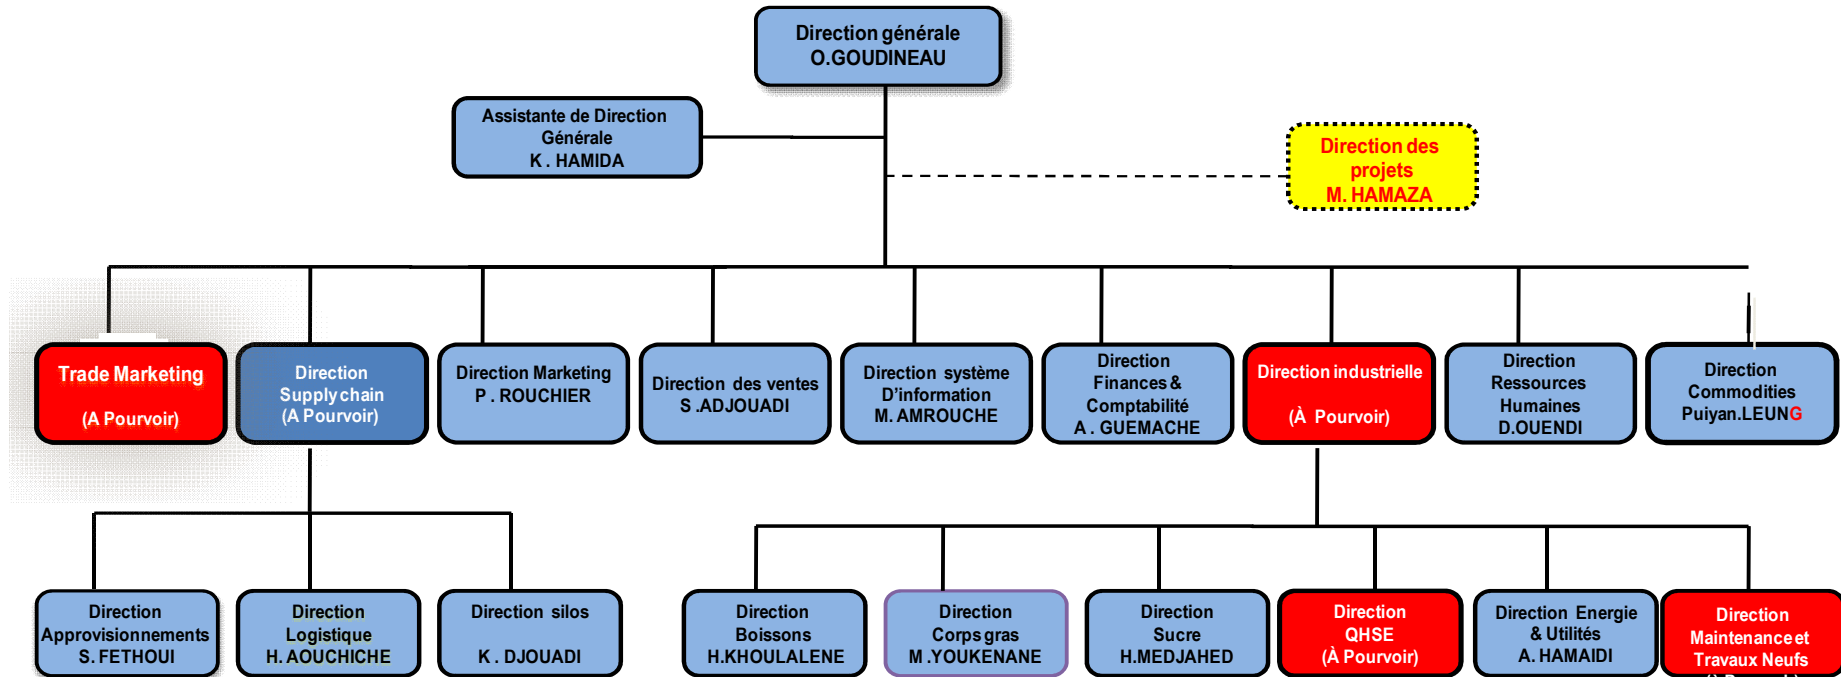 Direction générale
O.GOUDINEAU
Assistante de Direction
Générale
K . HAMIDA
Direction des
projets
M. HAMAZA
Trade Marketing
(A Pourvoir)
Direction
Supply chain
(A Pourvoir)
Direction Marketing
P . ROUCHIER
Direction des ventes
S .ADJOUADI
Direction système
D'information
M. AMROUCHE
Direction
Finances &
Comptabilité
A . GUEMACHE
Direction industrielle
(À Pourvoir)
Direction
Ressources
Humaines
D.OUENDI
Direction
Commodities
Puiyan.LEUNG
Direction
Approvisionnements
S. FETHOUI
Direction
Logistique
H. AOUCHICHE
Direction silos
K . DJOUADI
Direction
Boissons
H.KHOULALENE
Direction
Corps gras
M .YOUKENANE
Direction
Sucre
H.MEDJAHED
Direction
QHSE
(À Pourvoir)
Direction Energie
& Utilités
A. HAMAIDI
Direction
Maintenance et
Travaux Neufs